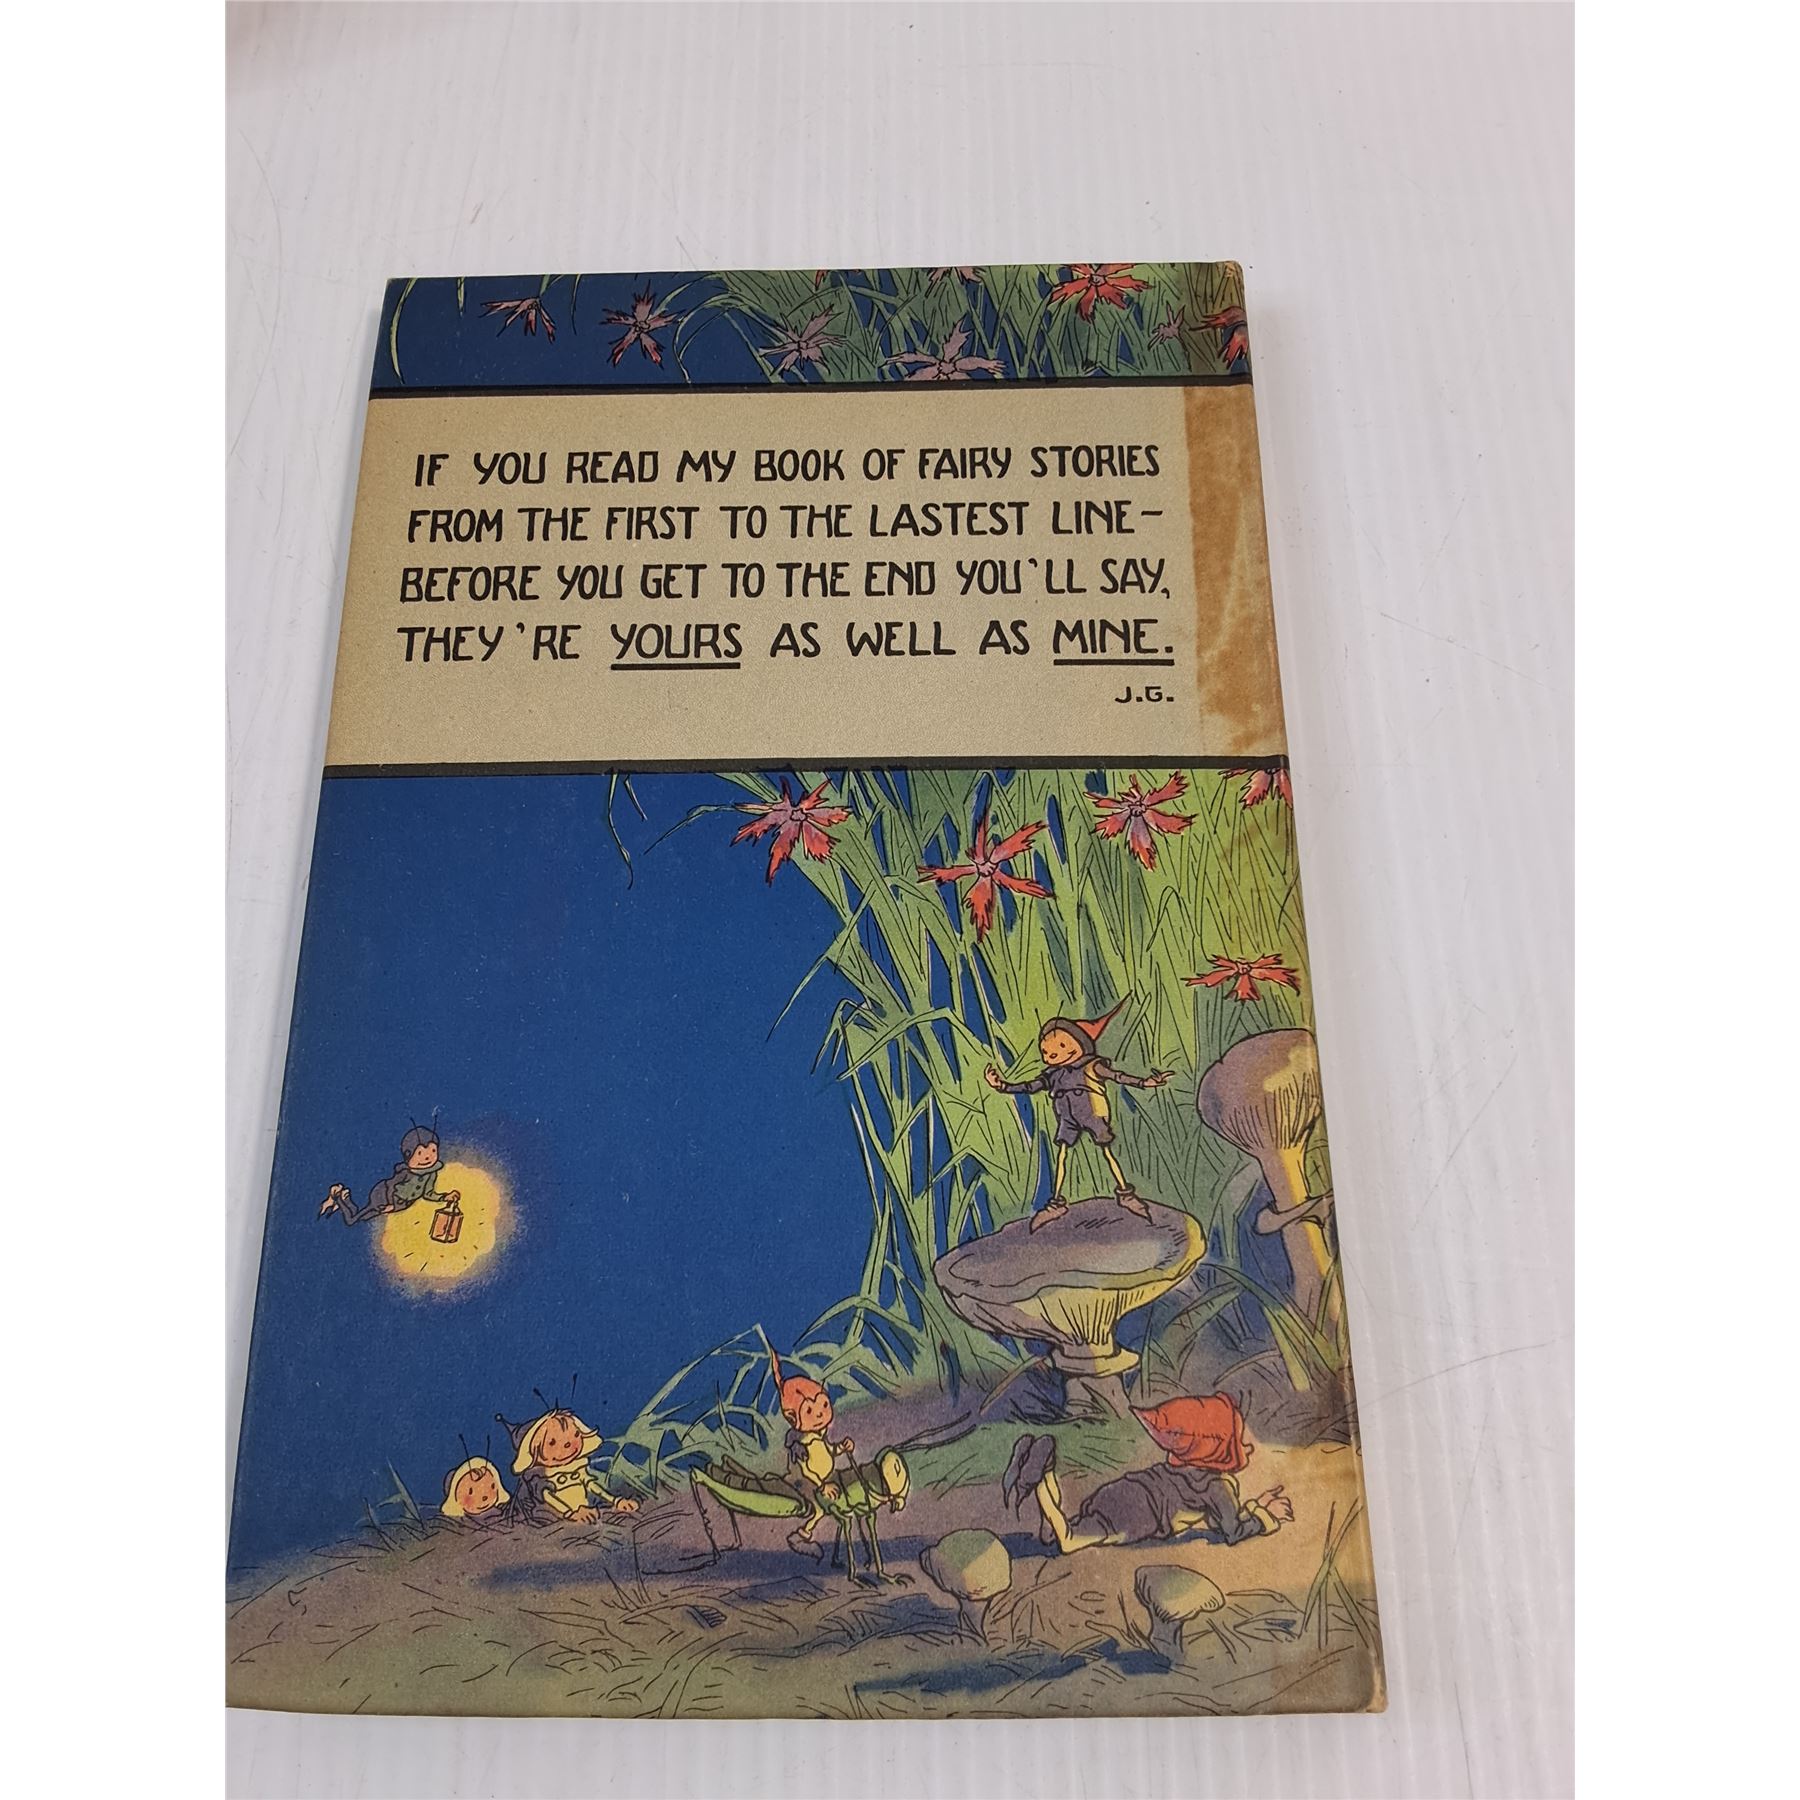 IF YOU READ MY BOOK OF FAIRY STORIES
FROM THE FIRST TO THE LASTEST LINE-
BEFORE YOU GET TO THE END YOU'LL SAY,
THEY'RE YOURS AS WELL AS MINE.
J.G.